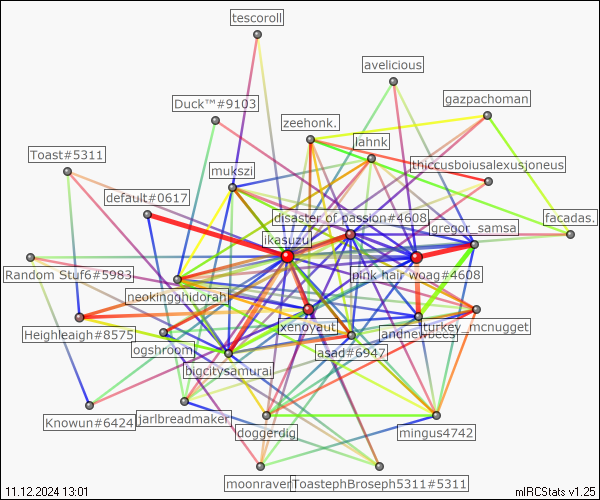 tescoroll
avelicious
Duck™#9103
gazpachoman
zeehonk.
lahnk
Toast#5311
mukszi
thiccusboiusalexusjoneus
default#0617
disaster of passion#4608
facadas.
gregor_samsa
ikasuzu
Random Stuf6#5983
pink hair woag#4608
neokingghidorah
xenovaut
turkey_mcnugget
Heighleaigh#8575
andnewbees
ogshroom
asad#6947
bigcitysamurai
Knowun#6424
jarlbreadmaker
doggerdig
mingus4742
moonraven
ToastephBroseph5311#5311
11.12.2024 13:01
mIRCStats v1.25